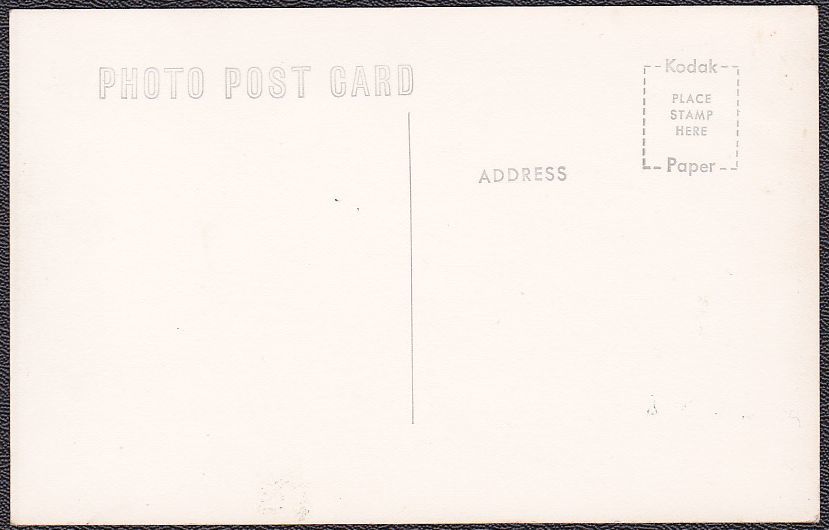 PHOTO POST CARD
Kodak
PLACE
STAMP
HERE
Paper
ADDRESS